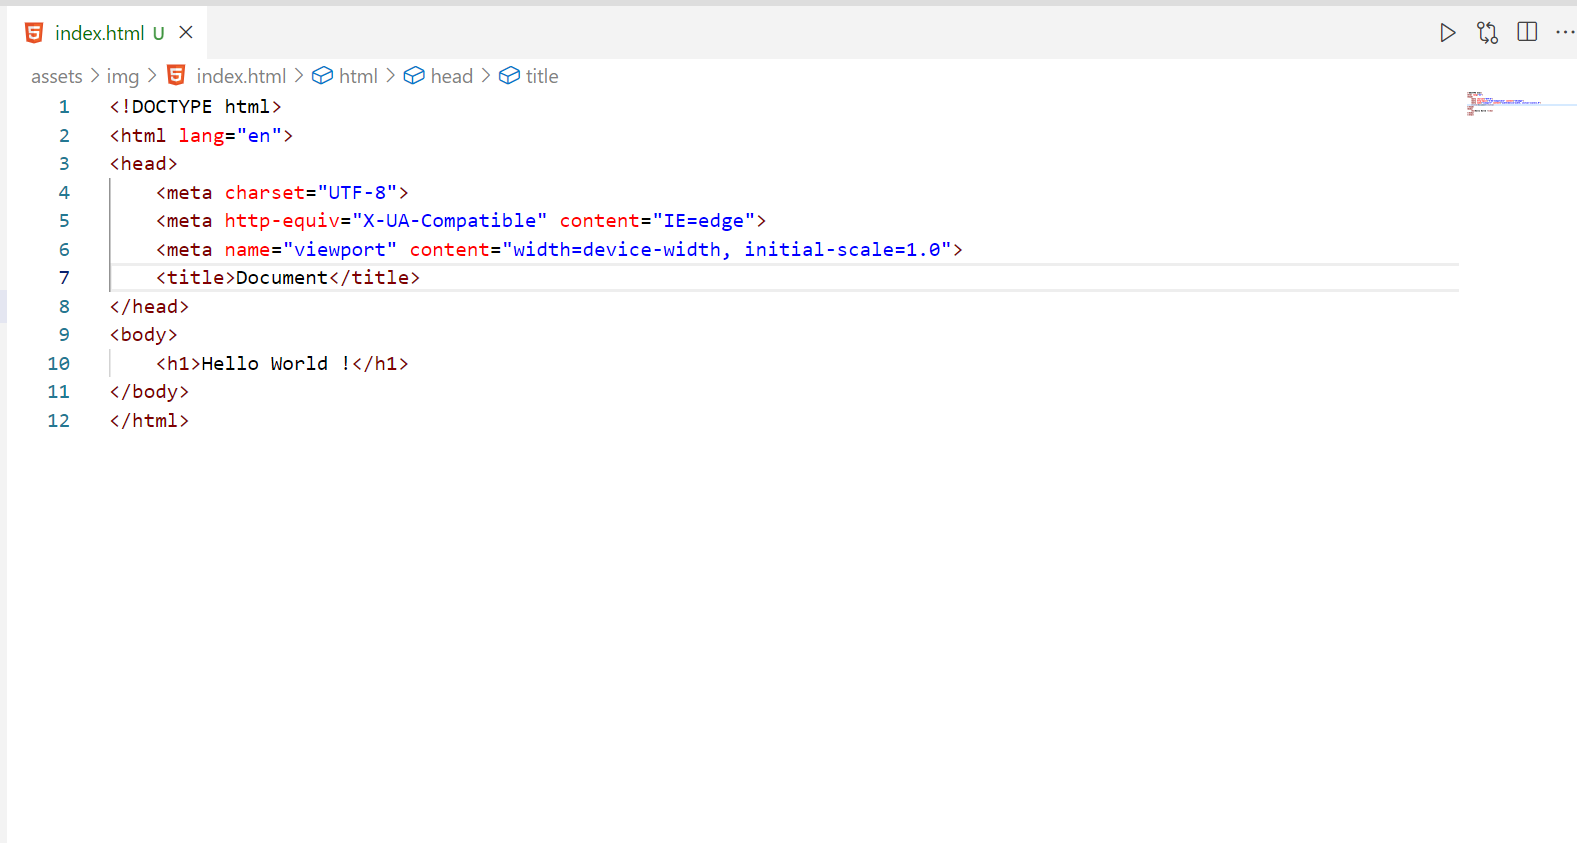 index.html U
assets > img > index.html > html > head > title
1 <!DOCTYPE html>
2 <html lang="en">
3 <head>
4     <meta charset="UTF-8">
5     <meta http-equiv="X-UA-Compatible" content="IE=edge">
6     <meta name="viewport" content="width=device-width, initial-scale=1.0">
7     <title>Document</title>
8 </head>
9 <body>
10     <h1>Hello World !</h1>
11 </body>
12 </html>